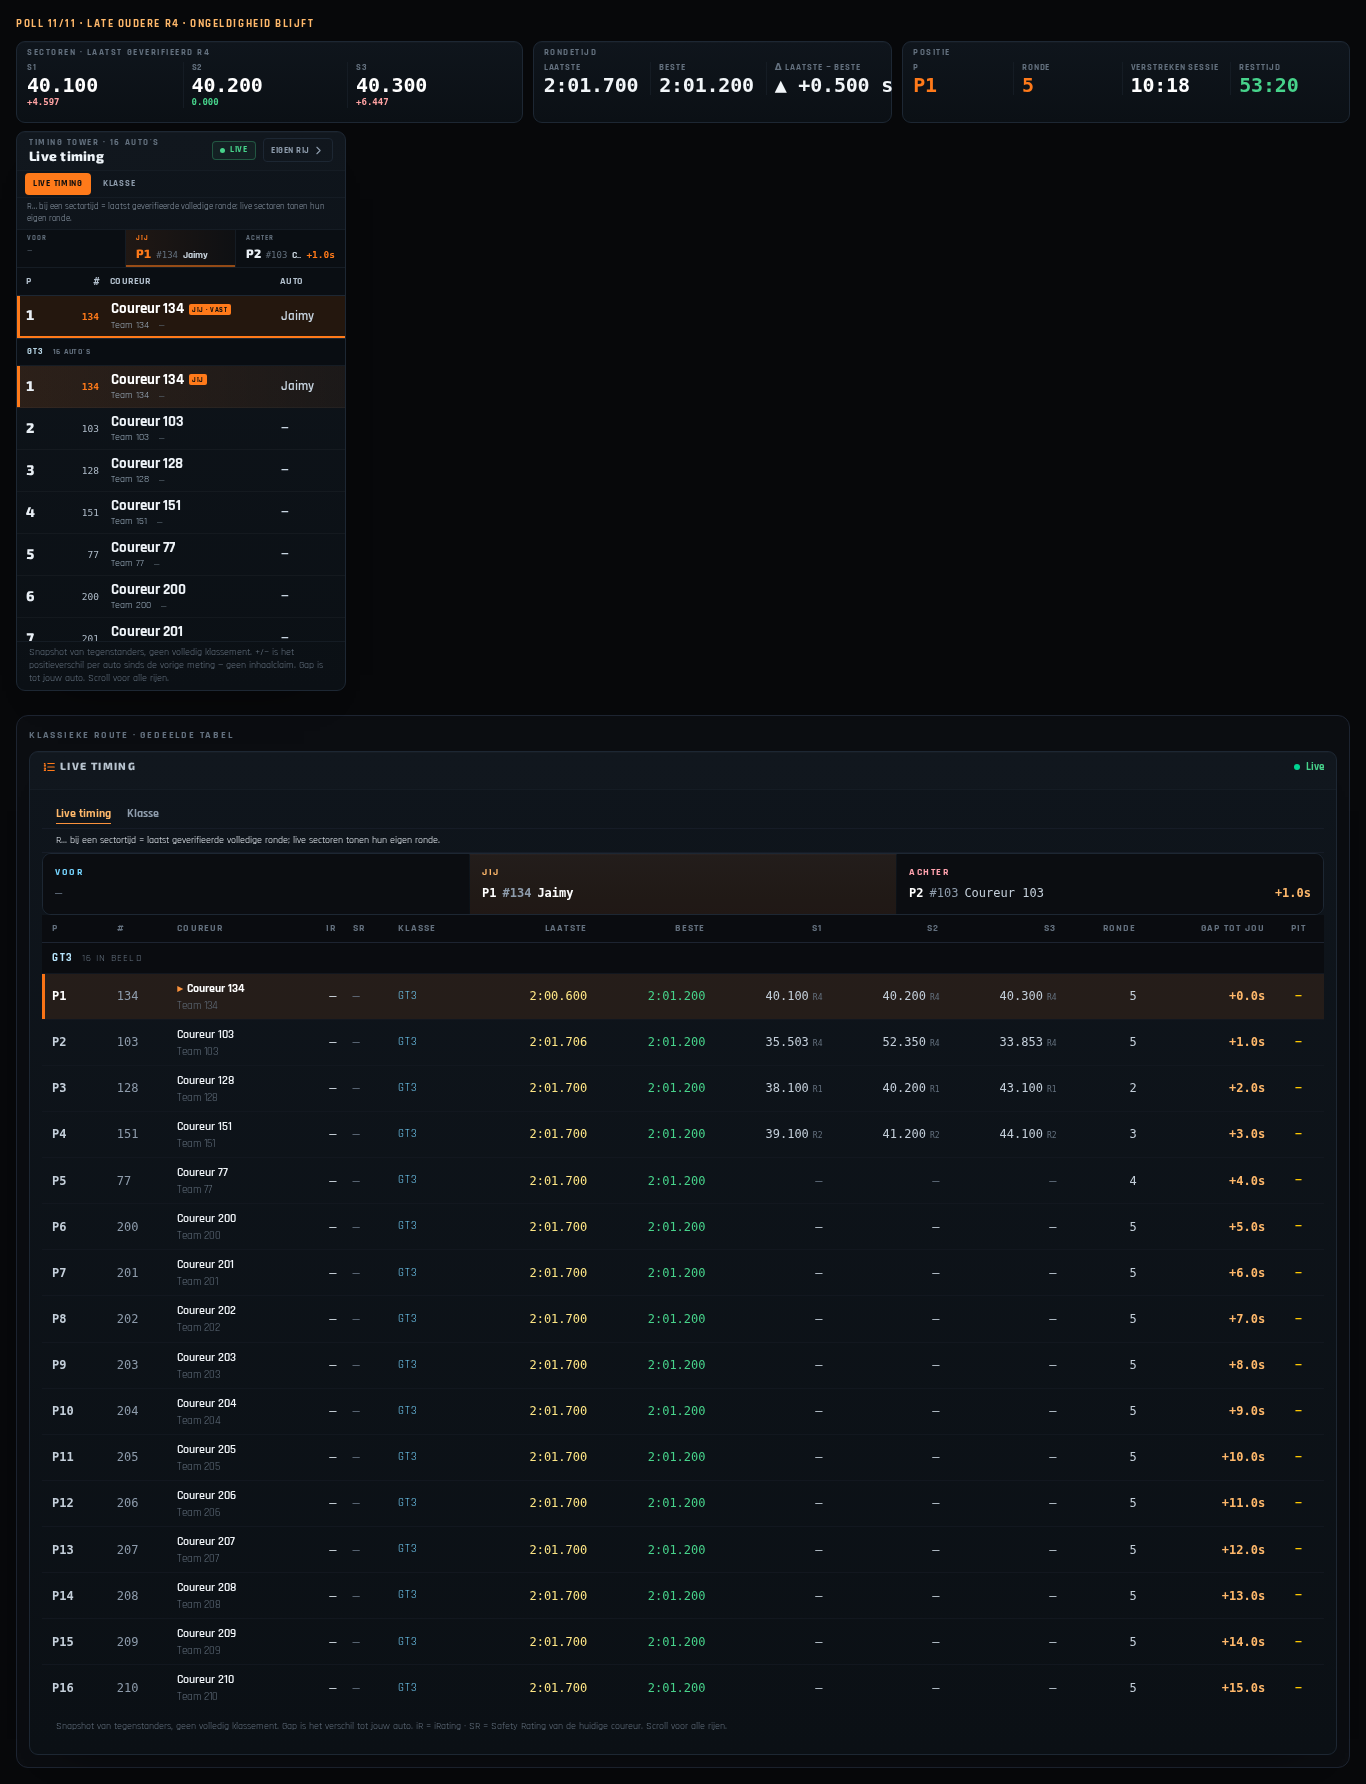 POLL 11/11 · LATE OUDERE R4 · ONGELDIGHEID BLIJFT
SECTOREN · LAATST GEVERIFIEERD R4
S1 S2 S3
40.100 40.200 40.300
+4.597 0.000 +6.447
RONDETIJD
LAATSTE BESTE Δ LAATSTE − BESTE
2:01.700 2:01.200 ▲ +0.500 s
POSITIE
P RONDE VERSTREKEN SESSIE RESTTIJD
P1 5 10:18 53:20
TIMING TOWER · 16 AUTO'S
Live timing
LIVE
EIGEN RIJ
LIVE TIMING KLASSE
R… bij een sectortijd = laatst geverifieerde volledige ronde; live sectoren tonen hun
eigen ronde.
VOOR JIJ ACHTER
— P1 #134 Jaimy P2 #103 C… +1.0s
P # COUREUR AUTO
1 134 Coureur 134 JIJ · VAST Jaimy
Team 134 —
GT3 16 AUTO'S
1 134 Coureur 134 JIJ Jaimy
Team 134 —
2 103 Coureur 103 —
Team 103 —
3 128 Coureur 128 —
Team 128 —
4 151 Coureur 151 —
Team 151 —
5 77 Coureur 77 —
Team 77 —
6 200 Coureur 200 —
Team 200 —
7 201 Coureur 201 —
Snapshot van tegenstanders, geen volledig klassement. +/− is het
positieverschil per auto sinds de vorige meting — geen inhaalclaim. Gap is
tot jouw auto. Scroll voor alle rijen.
KLASSIEKE ROUTE · GEDEELDE TABEL
LIVE TIMING Live
Live timing Klasse
R… bij een sectortijd = laatst geverifieerde volledige ronde; live sectoren tonen hun eigen ronde.
VOOR JIJ ACHTER
— P1 #134 Jaimy P2 #103 Coureur 103 +1.0s
P # COUREUR IR SR KLASSE LAATSTE BESTE S1 S2 S3 RONDE GAP TOT JOU PIT
GT3 16 IN BEELD
P1 134 ▸ Coureur 134 — — GT3 2:00.600 2:01.200 40.100 R4 40.200 R4 40.300 R4 5 +0.0s —
Team 134
P2 103 Coureur 103 — — GT3 2:01.706 2:01.200 35.503 R4 52.350 R4 33.853 R4 5 +1.0s —
Team 103
P3 128 Coureur 128 — — GT3 2:01.700 2:01.200 38.100 R1 40.200 R1 43.100 R1 2 +2.0s —
Team 128
P4 151 Coureur 151 — — GT3 2:01.700 2:01.200 39.100 R2 41.200 R2 44.100 R2 3 +3.0s —
Team 151
P5 77 Coureur 77 — — GT3 2:01.700 2:01.200 — — — 4 +4.0s —
Team 77
P6 200 Coureur 200 — — GT3 2:01.700 2:01.200 — — — 5 +5.0s —
Team 200
P7 201 Coureur 201 — — GT3 2:01.700 2:01.200 — — — 5 +6.0s —
Team 201
P8 202 Coureur 202 — — GT3 2:01.700 2:01.200 — — — 5 +7.0s —
Team 202
P9 203 Coureur 203 — — GT3 2:01.700 2:01.200 — — — 5 +8.0s —
Team 203
P10 204 Coureur 204 — — GT3 2:01.700 2:01.200 — — — 5 +9.0s —
Team 204
P11 205 Coureur 205 — — GT3 2:01.700 2:01.200 — — — 5 +10.0s —
Team 205
P12 206 Coureur 206 — — GT3 2:01.700 2:01.200 — — — 5 +11.0s —
Team 206
P13 207 Coureur 207 — — GT3 2:01.700 2:01.200 — — — 5 +12.0s —
Team 207
P14 208 Coureur 208 — — GT3 2:01.700 2:01.200 — — — 5 +13.0s —
Team 208
P15 209 Coureur 209 — — GT3 2:01.700 2:01.200 — — — 5 +14.0s —
Team 209
P16 210 Coureur 210 — — GT3 2:01.700 2:01.200 — — — 5 +15.0s —
Team 210
Snapshot van tegenstanders, geen volledig klassement. Gap is het verschil tot jouw auto. iR = iRating · SR = Safety Rating van de huidige coureur. Scroll voor alle rijen.